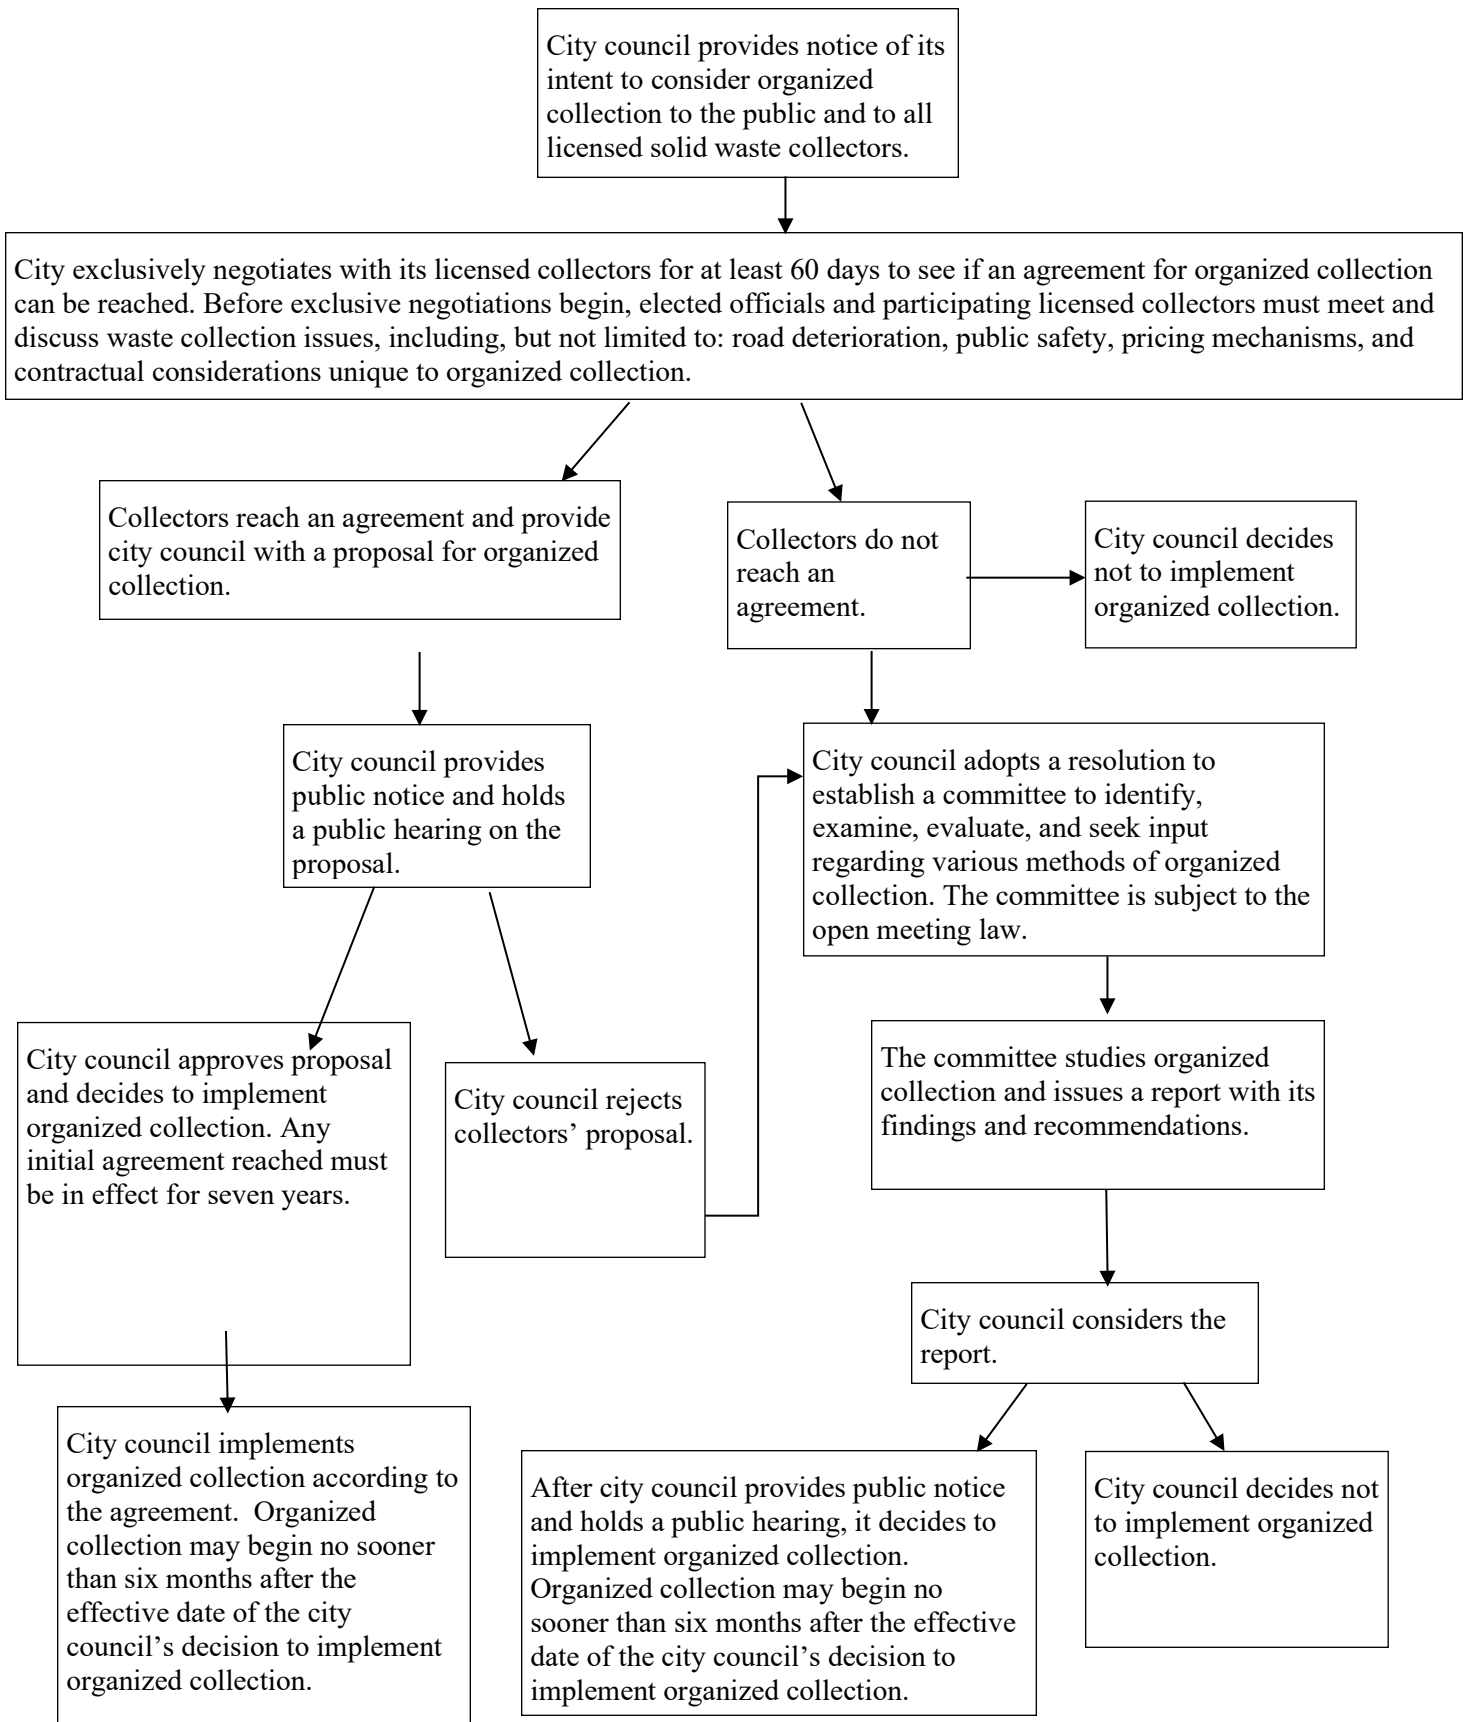 City council provides notice of its
intent to consider organized
collection to the public and to all
licensed solid waste collectors.
City exclusively negotiates with its licensed collectors for at least 60 days to see if an agreement for organized collection
can be reached. Before exclusive negotiations begin, elected officials and participating licensed collectors must meet and
discuss waste collection issues, including, but not limited to: road deterioration, public safety, pricing mechanisms, and
contractual considerations unique to organized collection.
Collectors reach an agreement and provide
city council with a proposal for organized
collection.
Collectors do not
reach an
agreement.
City council decides
not to implement
organized collection.
City council provides
public notice and holds
a public hearing on the
proposal.
City council adopts a resolution to
establish a committee to identify,
examine, evaluate, and seek input
regarding various methods of organized
collection. The committee is subject to the
open meeting law.
City council approves proposal
and decides to implement
organized collection. Any
initial agreement reached must
be in effect for seven years.
City council rejects
collectors’ proposal.
The committee studies organized
collection and issues a report with its
findings and recommendations.
City council considers the
report.
City council implements
organized collection according to
the agreement.  Organized
collection may begin no sooner
than six months after the
effective date of the city
council’s decision to implement
organized collection.
After city council provides public notice
and holds a public hearing, it decides to
implement organized collection.
Organized collection may begin no
sooner than six months after the effective
date of the city council’s decision to
implement organized collection.
City council decides not
to implement organized
collection.